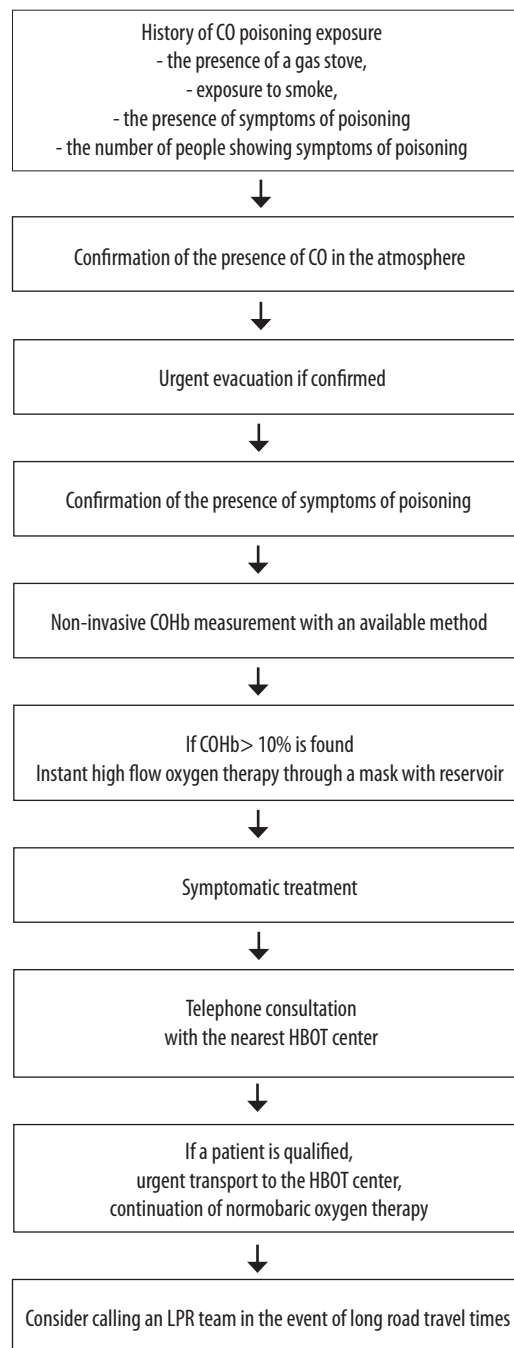 History of CO poisoning exposure
- the presence of a gas stove,
- exposure to smoke,
- the presence of symptoms of poisoning
- the number of people showing symptoms of poisoning
Confirmation of the presence of CO in the atmosphere
Urgent evacuation if confirmed
Confirmation of the presence of symptoms of poisoning
Non-invasive COHb measurement with an available method
If COHb> 10% is found
Instant high flow oxygen therapy through a mask with reservoir
Symptomatic treatment
Telephone consultation
with the nearest HBOT center
If a patient is qualified,
urgent transport to the HBOT center,
continuation of normobaric oxygen therapy
Consider calling an LPR team in the event of long road travel times